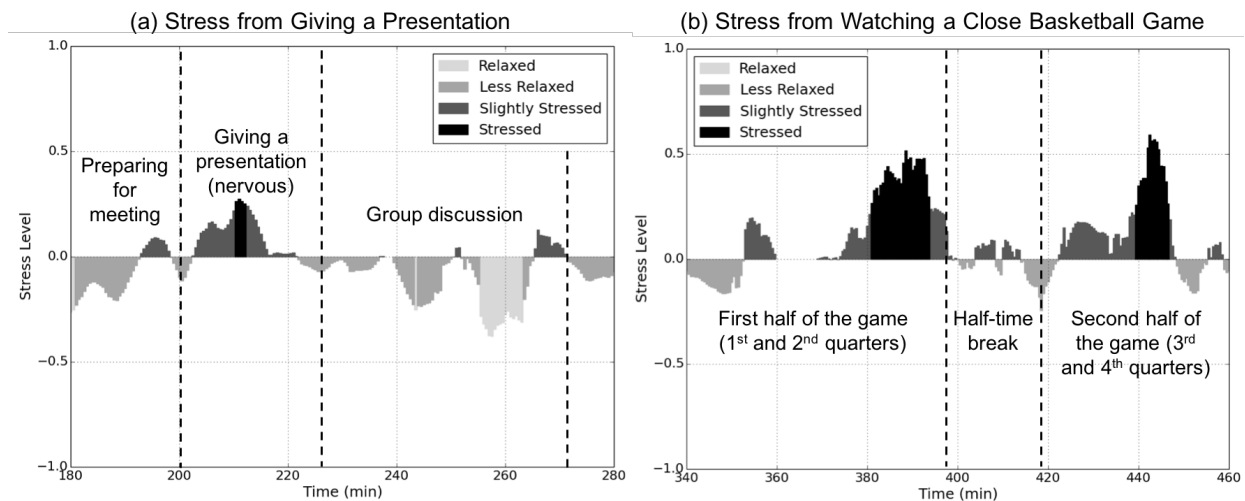 (a) Stress from Giving a Presentation
1.0
0.5
0.0
−0.5
−1.0
Stress Level
Relaxed
Less Relaxed
Slightly Stressed
Stressed
Preparing
for
meeting
Giving a
presentation
(nervous)
Group discussion
180
200
220
240
260
280
Time (min)
(b) Stress from Watching a Close Basketball Game
1.0
0.5
0.0
−0.5
−1.0
Stress Level
Relaxed
Less Relaxed
Slightly Stressed
Stressed
First half of the game
(1st and 2nd quarters)
Half-time
break
Second half of
the game (3rd
and 4th quarters)
340
360
380
400
420
440
460
Time (min)